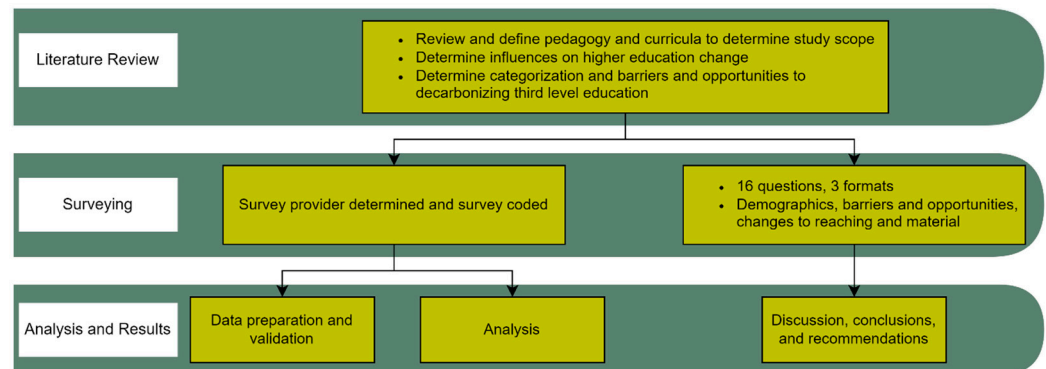 Literature Review
• Review and define pedagogy and curricula to determine study scope
• Determine influences on higher education change
• Determine categorization and barriers and opportunities to
decarbonizing third level education
Surveying
Survey provider determined and survey coded
• 16 questions, 3 formats
• Demographics, barriers and opportunities,
changes to reaching and material
Analysis and Results
Data preparation and
validation
Analysis
Discussion, conclusions,
and recommendations